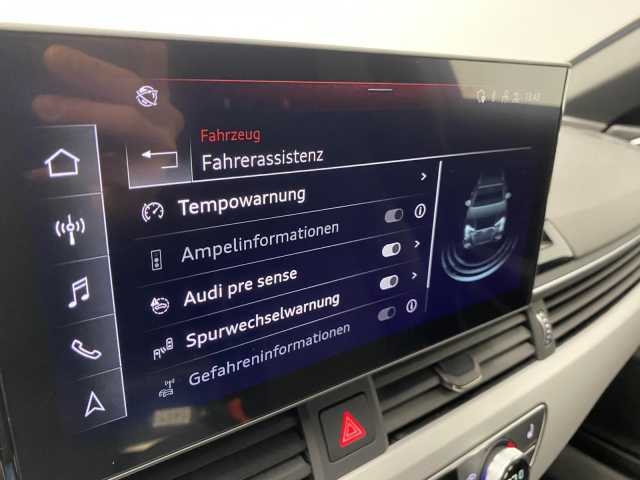 Fahrzeug
Fahrerassistenz
Tempowarnung
Ampelinformationen
Audi pre sense
Spurwechselwarnung
Gefahreninformationen